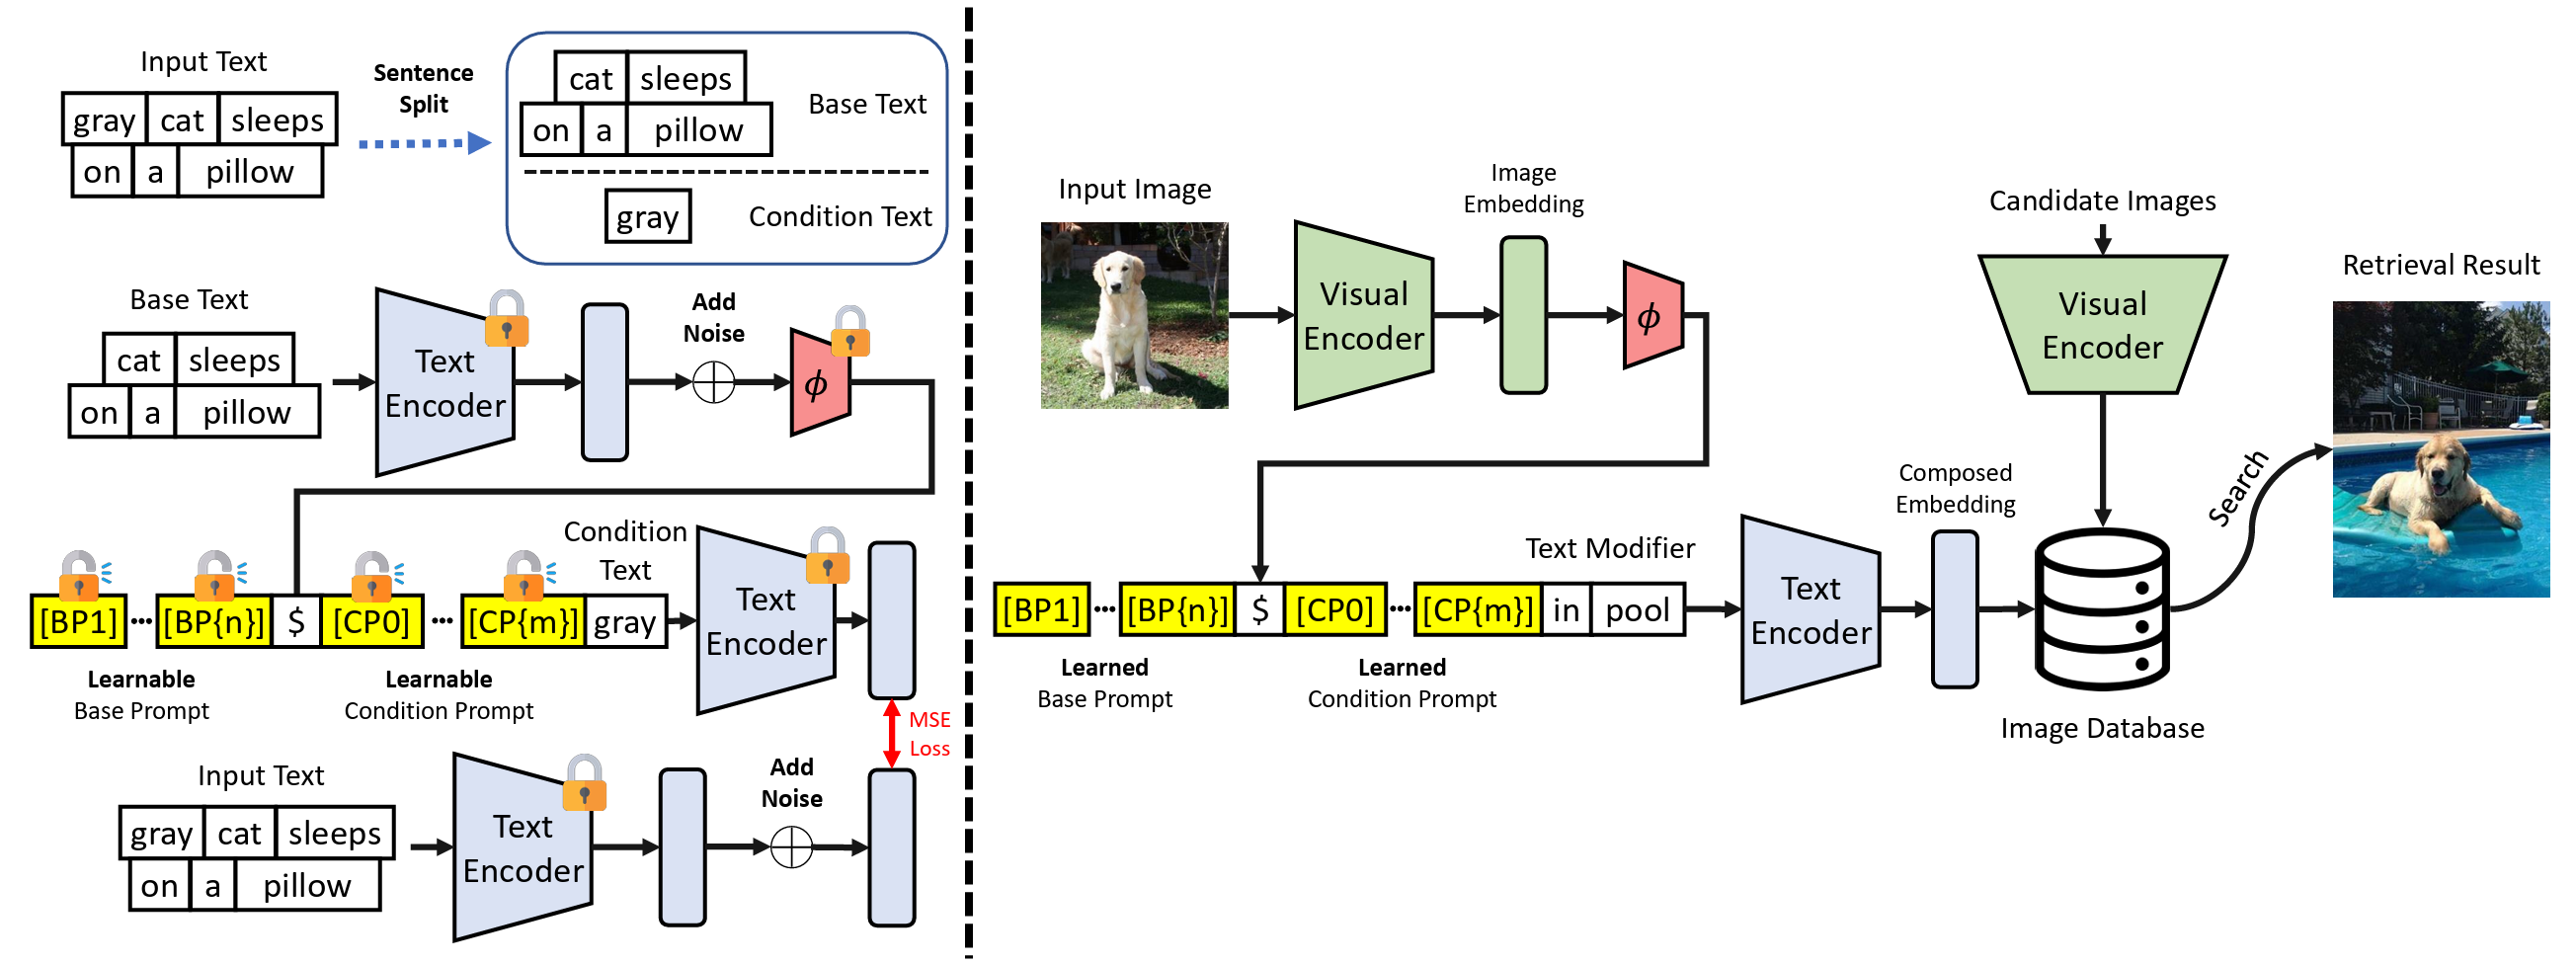 Input Text
gray cat sleeps
on a pillow
Sentence
Split
cat sleeps
on a pillow
Base Text
gray
Condition Text
Base Text
cat sleeps
on a pillow
Text
Encoder
Add
Noise
ϕ
Condition
Text
[BP1] ... [BP{n}] $ [CP0] ... [CP{m}] gray
Learnable
Base Prompt
Learnable
Condition Prompt
Text
Encoder
MSE
Loss
Input Text
gray cat sleeps
on a pillow
Text
Encoder
Add
Noise
Input Image
Visual
Encoder
Image
Embedding
ϕ
Text Modifier
[BP1] ... [BP{n}] $ [CP0] ... [CP{m}] in pool
Learned
Base Prompt
Learned
Condition Prompt
Text
Encoder
Composed
Embedding
Candidate Images
Visual
Encoder
Image Database
Search
Retrieval Result